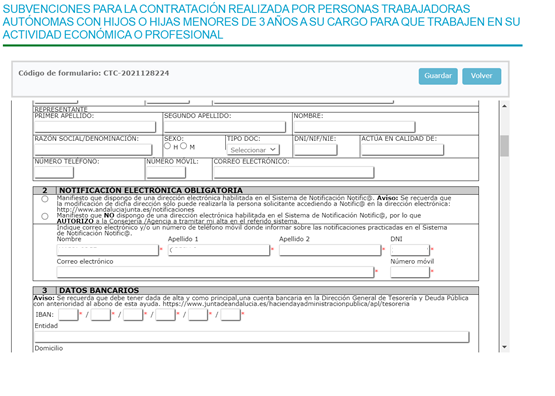 SUBVENCIONES PARA LA CONTRATACIÓN REALIZADA POR PERSONAS TRABAJADORAS
AUTÓNOMAS CON HIJOS O HIJAS MENORES DE 3 AÑOS A SU CARGO PARA QUE TRABAJEN EN SU
ACTIVIDAD ECONÓMICA O PROFESIONAL
Código de formulario: CTC-2021128224
Guardar Volver
REPRESENTANTE
PRIMER APELLIDO: SEGUNDO APELLIDO: NOMBRE:
RAZÓN SOCIAL/DENOMINACIÓN: SEXO: TIPO DOC: DNI/NIF/NIE: ACTÚA EN CALIDAD DE:
H M Seleccionar
NÚMERO TELÉFONO: NÚMERO MÓVIL: CORREO ELECTRÓNICO:
2 NOTIFICACIÓN ELECTRÓNICA OBLIGATORIA
Manifiesto que dispongo de una dirección electrónica habilitada en el Sistema de Notificación Notific@. Aviso: Se recuerda que
la modificación de dicha dirección sólo puede realizarla la persona solicitante accediendo a Notific@ en la dirección electrónica:
http://www.andaluciajunta.es/notificaciones
Manifiesto que NO dispongo de una dirección electrónica habilitada en el Sistema de Notificación Notific@, por lo que
AUTORIZO a la Consejería /Agencia a tramitar mi alta en el referido sistema.
Indique correo electrónico y/o un número de teléfono móvil donde informar sobre las notificaciones practicadas en el Sistema
de Notificación Notific@.
Nombre Apellido 1 Apellido 2 DNI
* * *
Correo electrónico Número móvil
* *
3 DATOS BANCARIOS
Aviso: Se recuerda que debe tener dada de alta y como principal,una cuenta bancaria en la Dirección General de Tesorería y Deuda Pública
con anterioridad al abono de esta ayuda. https://www.juntadeandalucia.es/haciendayadministracionpublica/apl/tesoreria
IBAN: * / * / * / * / * / *
Entidad
Domicilio